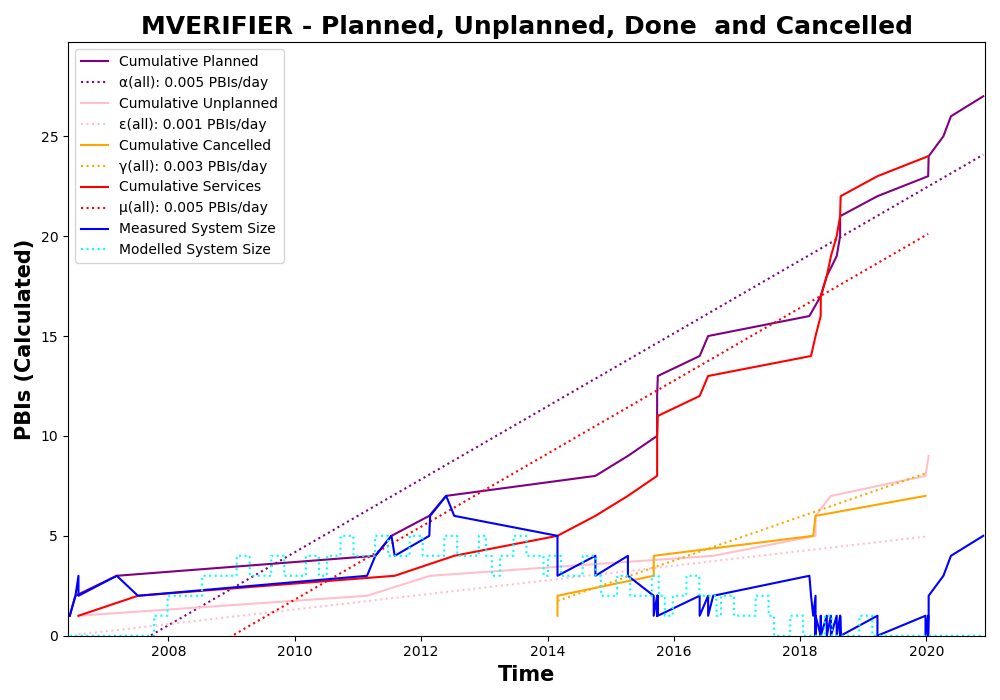 MVERIFIER - Planned, Unplanned, Done  and Cancelled
Cumulative Planned
α(all): 0.005 PBIs/day
Cumulative Unplanned
ε(all): 0.001 PBIs/day
Cumulative Cancelled
γ(all): 0.003 PBIs/day
Cumulative Services
μ(all): 0.005 PBIs/day
Measured System Size
Modelled System Size
PBIs (Calculated)
25
20
15
10
5
0
2008
2010
2012
2014
2016
2018
2020
Time